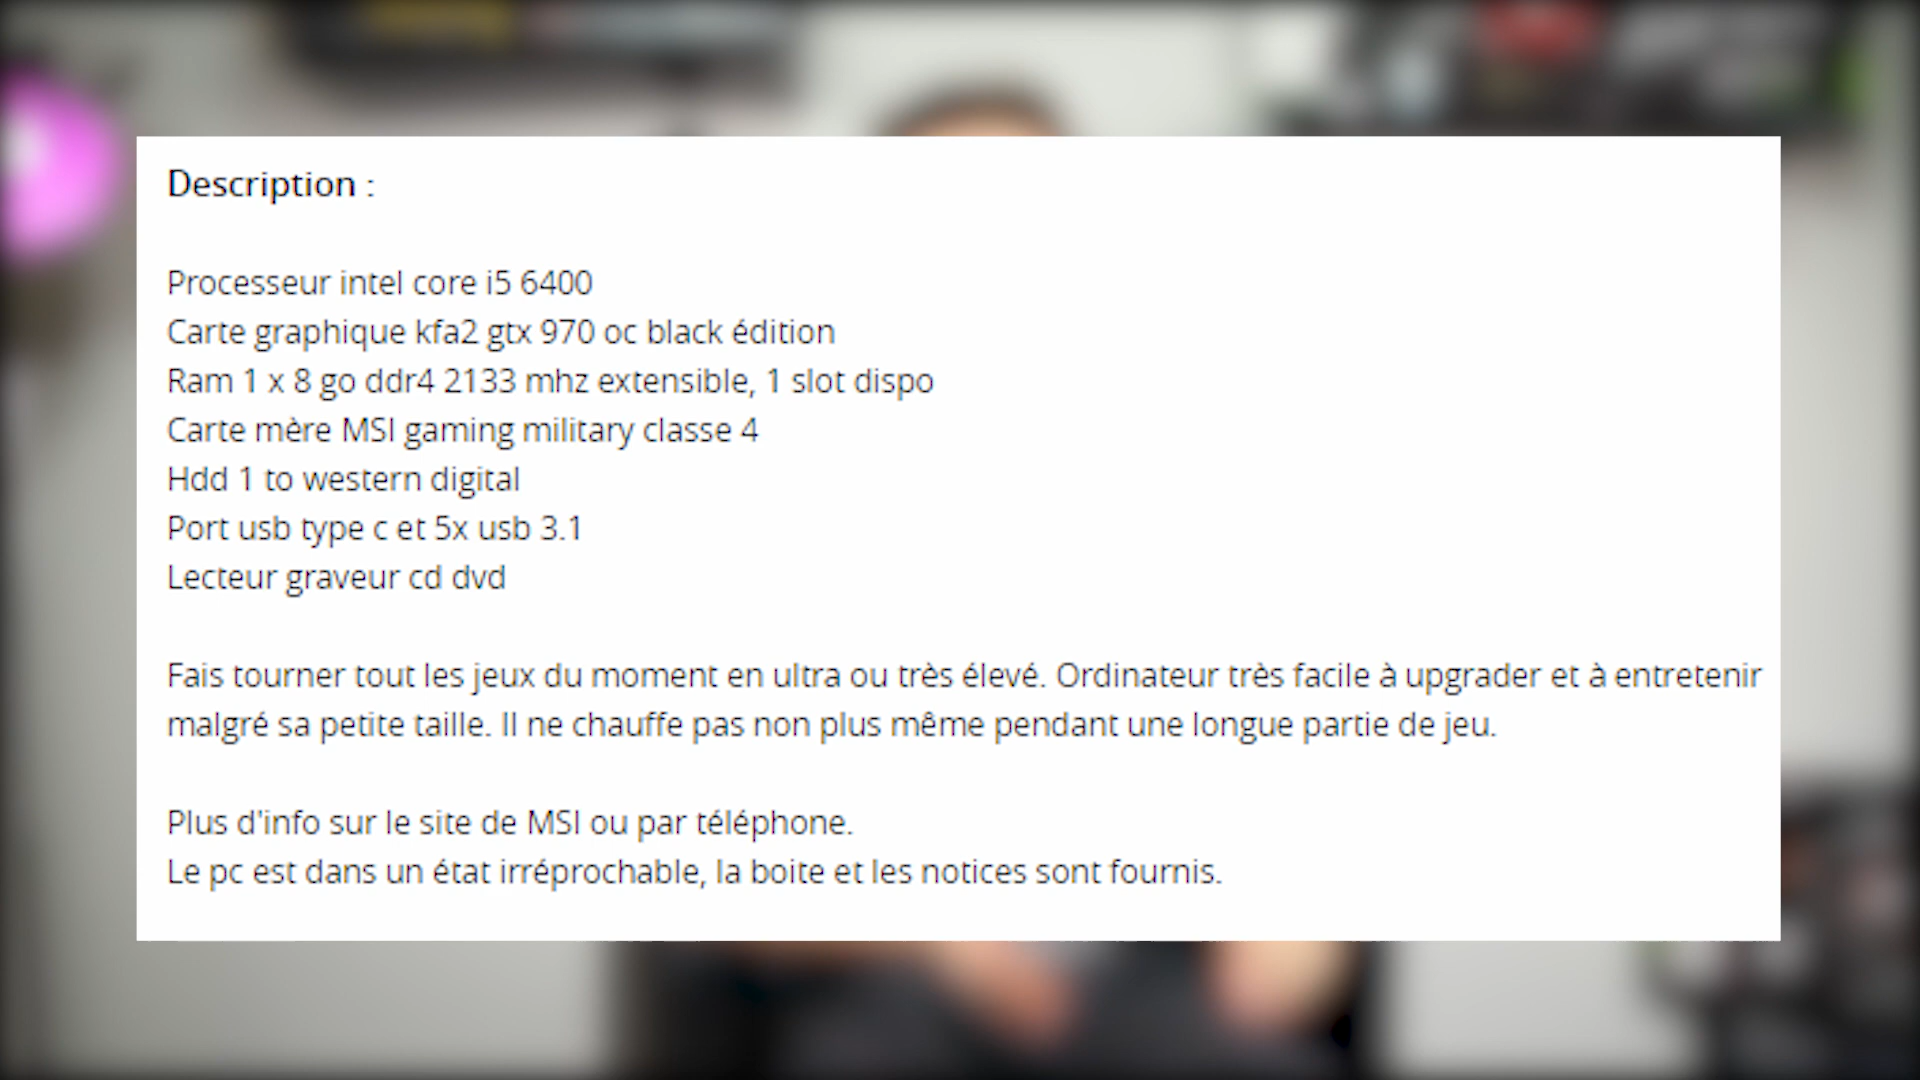 Description :
Processeur intel core i5 6400
Carte graphique kfa2 gtx 970 oc black édition
Ram 1 x 8 go ddr4 2133 mhz extensible, 1 slot dispo
Carte mère MSI gaming military classe 4
Hdd 1 to western digital
Port usb type c et 5x usb 3.1
Lecteur graveur cd dvd
Fais tourner tout les jeux du moment en ultra ou très élevé. Ordinateur très facile à upgrader et à entretenir
malgré sa petite taille. Il ne chauffe pas non plus même pendant une longue partie de jeu.
Plus d'info sur le site de MSI ou par téléphone.
Le pc est dans un état irréprochable, la boite et les notices sont fournis.